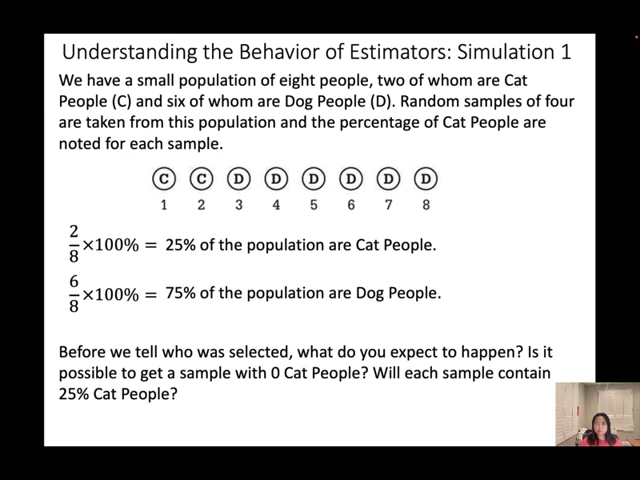 Understanding the Behavior of Estimators: Simulation 1
We have a small population of eight people, two of whom are Cat
People (C) and six of whom are Dog People (D). Random samples of four
are taken from this population and the percentage of Cat People are
noted for each sample.
C C D D D D D D
1 2 3 4 5 6 7 8
2/8 ×100% = 25% of the population are Cat People.
6/8 ×100% = 75% of the population are Dog People.
Before we tell who was selected, what do you expect to happen? Is it
possible to get a sample with 0 Cat People? Will each sample contain
25% Cat People?